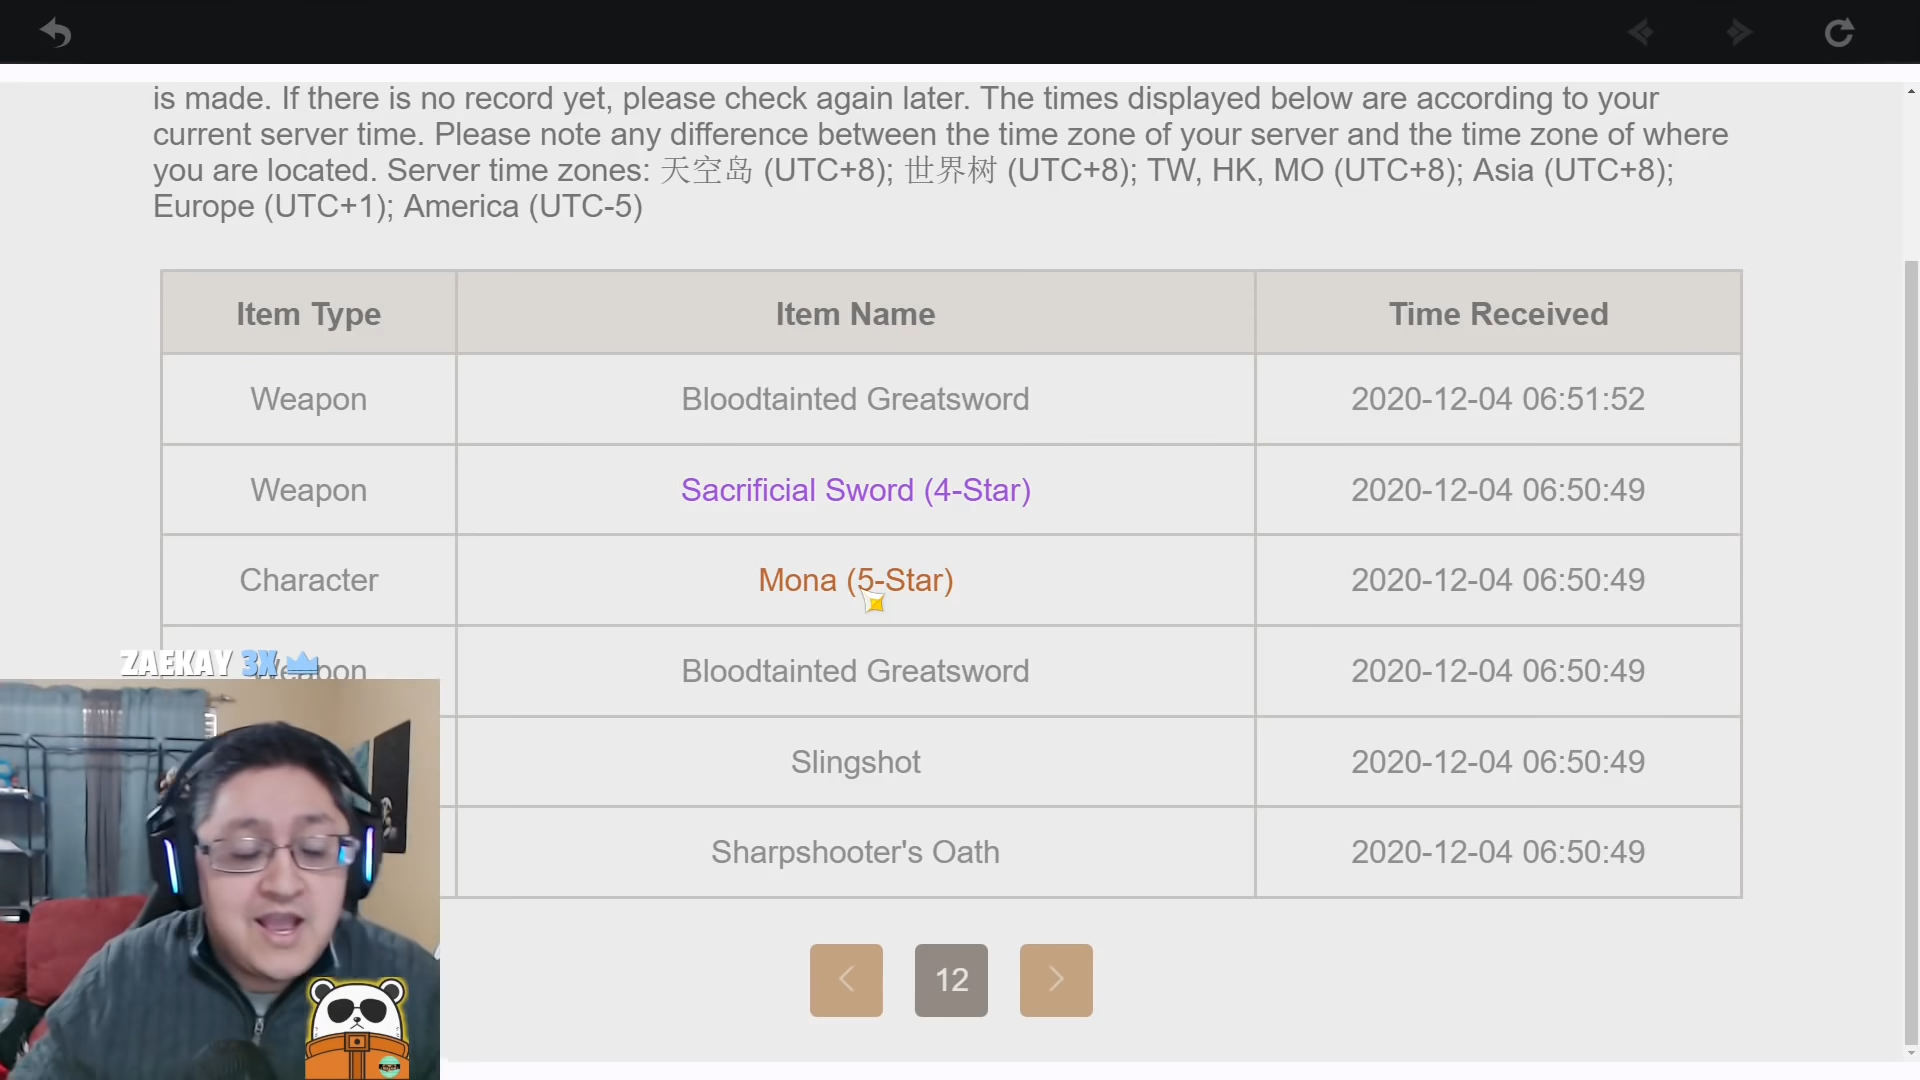 is made. If there is no record yet, please check again later. The times displayed below are according to your
current server time. Please note any difference between the time zone of your server and the time zone of where
you are located. Server time zones: 天空岛 (UTC+8); 世界树 (UTC+8); TW, HK, MO (UTC+8); Asia (UTC+8);
Europe (UTC+1); America (UTC-5)
Item Type Item Name Time Received
Weapon Bloodtainted Greatsword 2020-12-04 06:51:52
Weapon Sacrificial Sword (4-Star) 2020-12-04 06:50:49
Character Mona (5-Star) 2020-12-04 06:50:49
Weapon Bloodtainted Greatsword 2020-12-04 06:50:49
ZAEKAY 3X
Slingshot 2020-12-04 06:50:49
Sharpshooter's Oath 2020-12-04 06:50:49
12